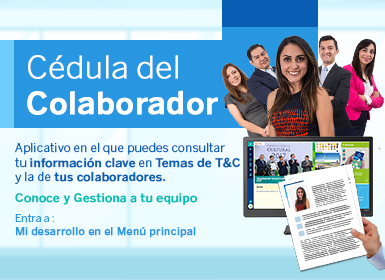 Cédula del
Colaborador
Aplicativo en el que puedes consultar
tu información clave en Temas de T&C
y la de tus colaboradores.
Conoce y Gestiona a tu equipo
Entra a :
Mi desarrollo en el Menú principal
CULTURAL